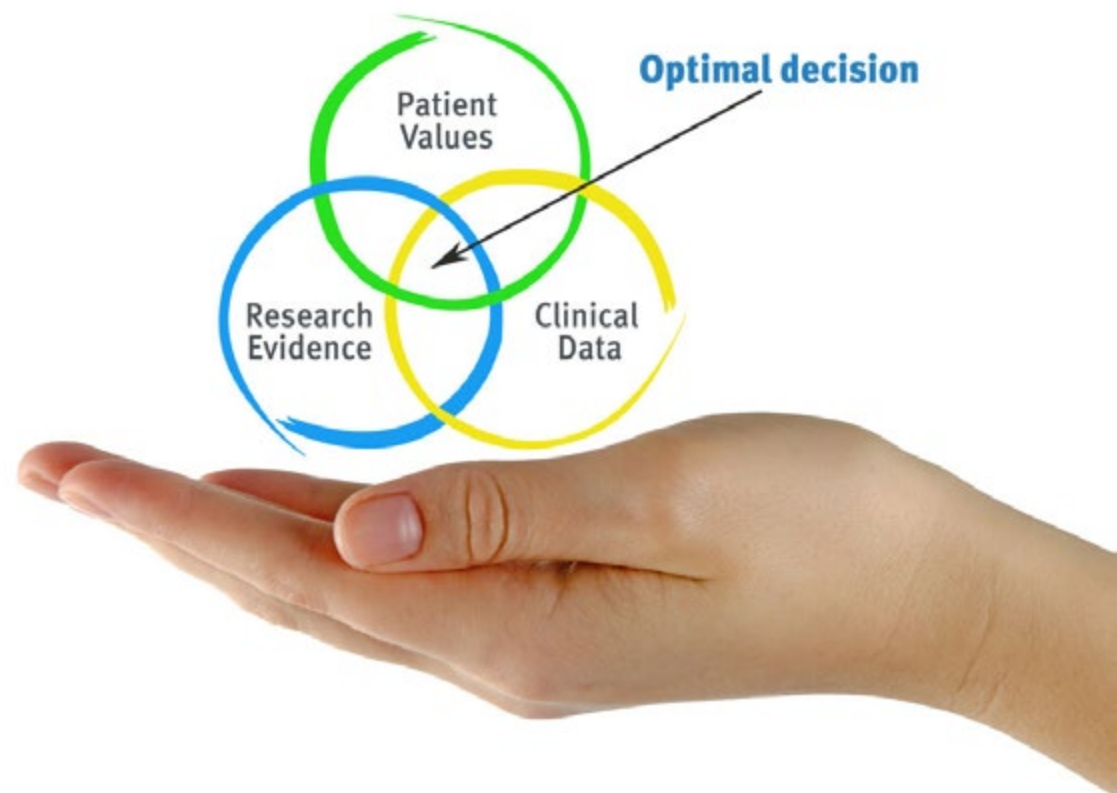 Optimal decision
Patient
Values
Research
Evidence
Clinical
Data